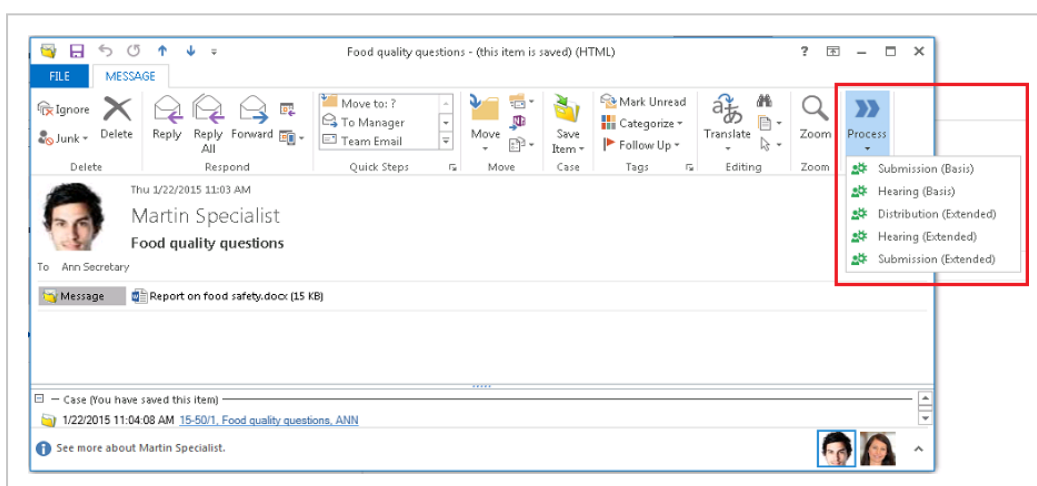 Food quality questions - (this item is saved) (HTML)
FILE MESSAGE
Ignore
Junk
Delete
Delete
Reply
Reply All
Forward
Respond
Move to: ?
To Manager
Team Email
Quick Steps
Move
Move
Save Item
Case
Mark Unread
Categorize
Follow Up
Tags
Translate
Editing
Zoom
Zoom
Process
Submission (Basis)
Hearing (Basis)
Distribution (Extended)
Hearing (Extended)
Submission (Extended)
Thu 1/22/2015 11:03 AM
Martin Specialist
Food quality questions
To Ann Secretary
Message Report on food safety.docx (15 KB)
Case (You have saved this item)
1/22/2015 11:04:08 AM 15-50/1, Food quality questions, ANN
See more about Martin Specialist.